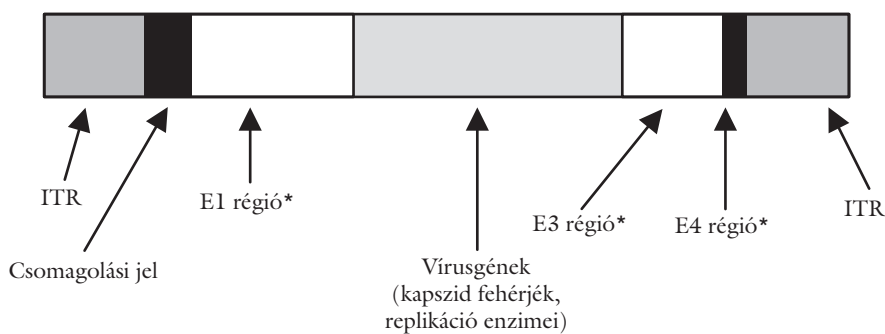 ITR
Csomagolási jel
E1 régió*
Vírusgének
(kapszid fehérjék,
replikáció enzimei)
E3 régió*
E4 régió*
ITR